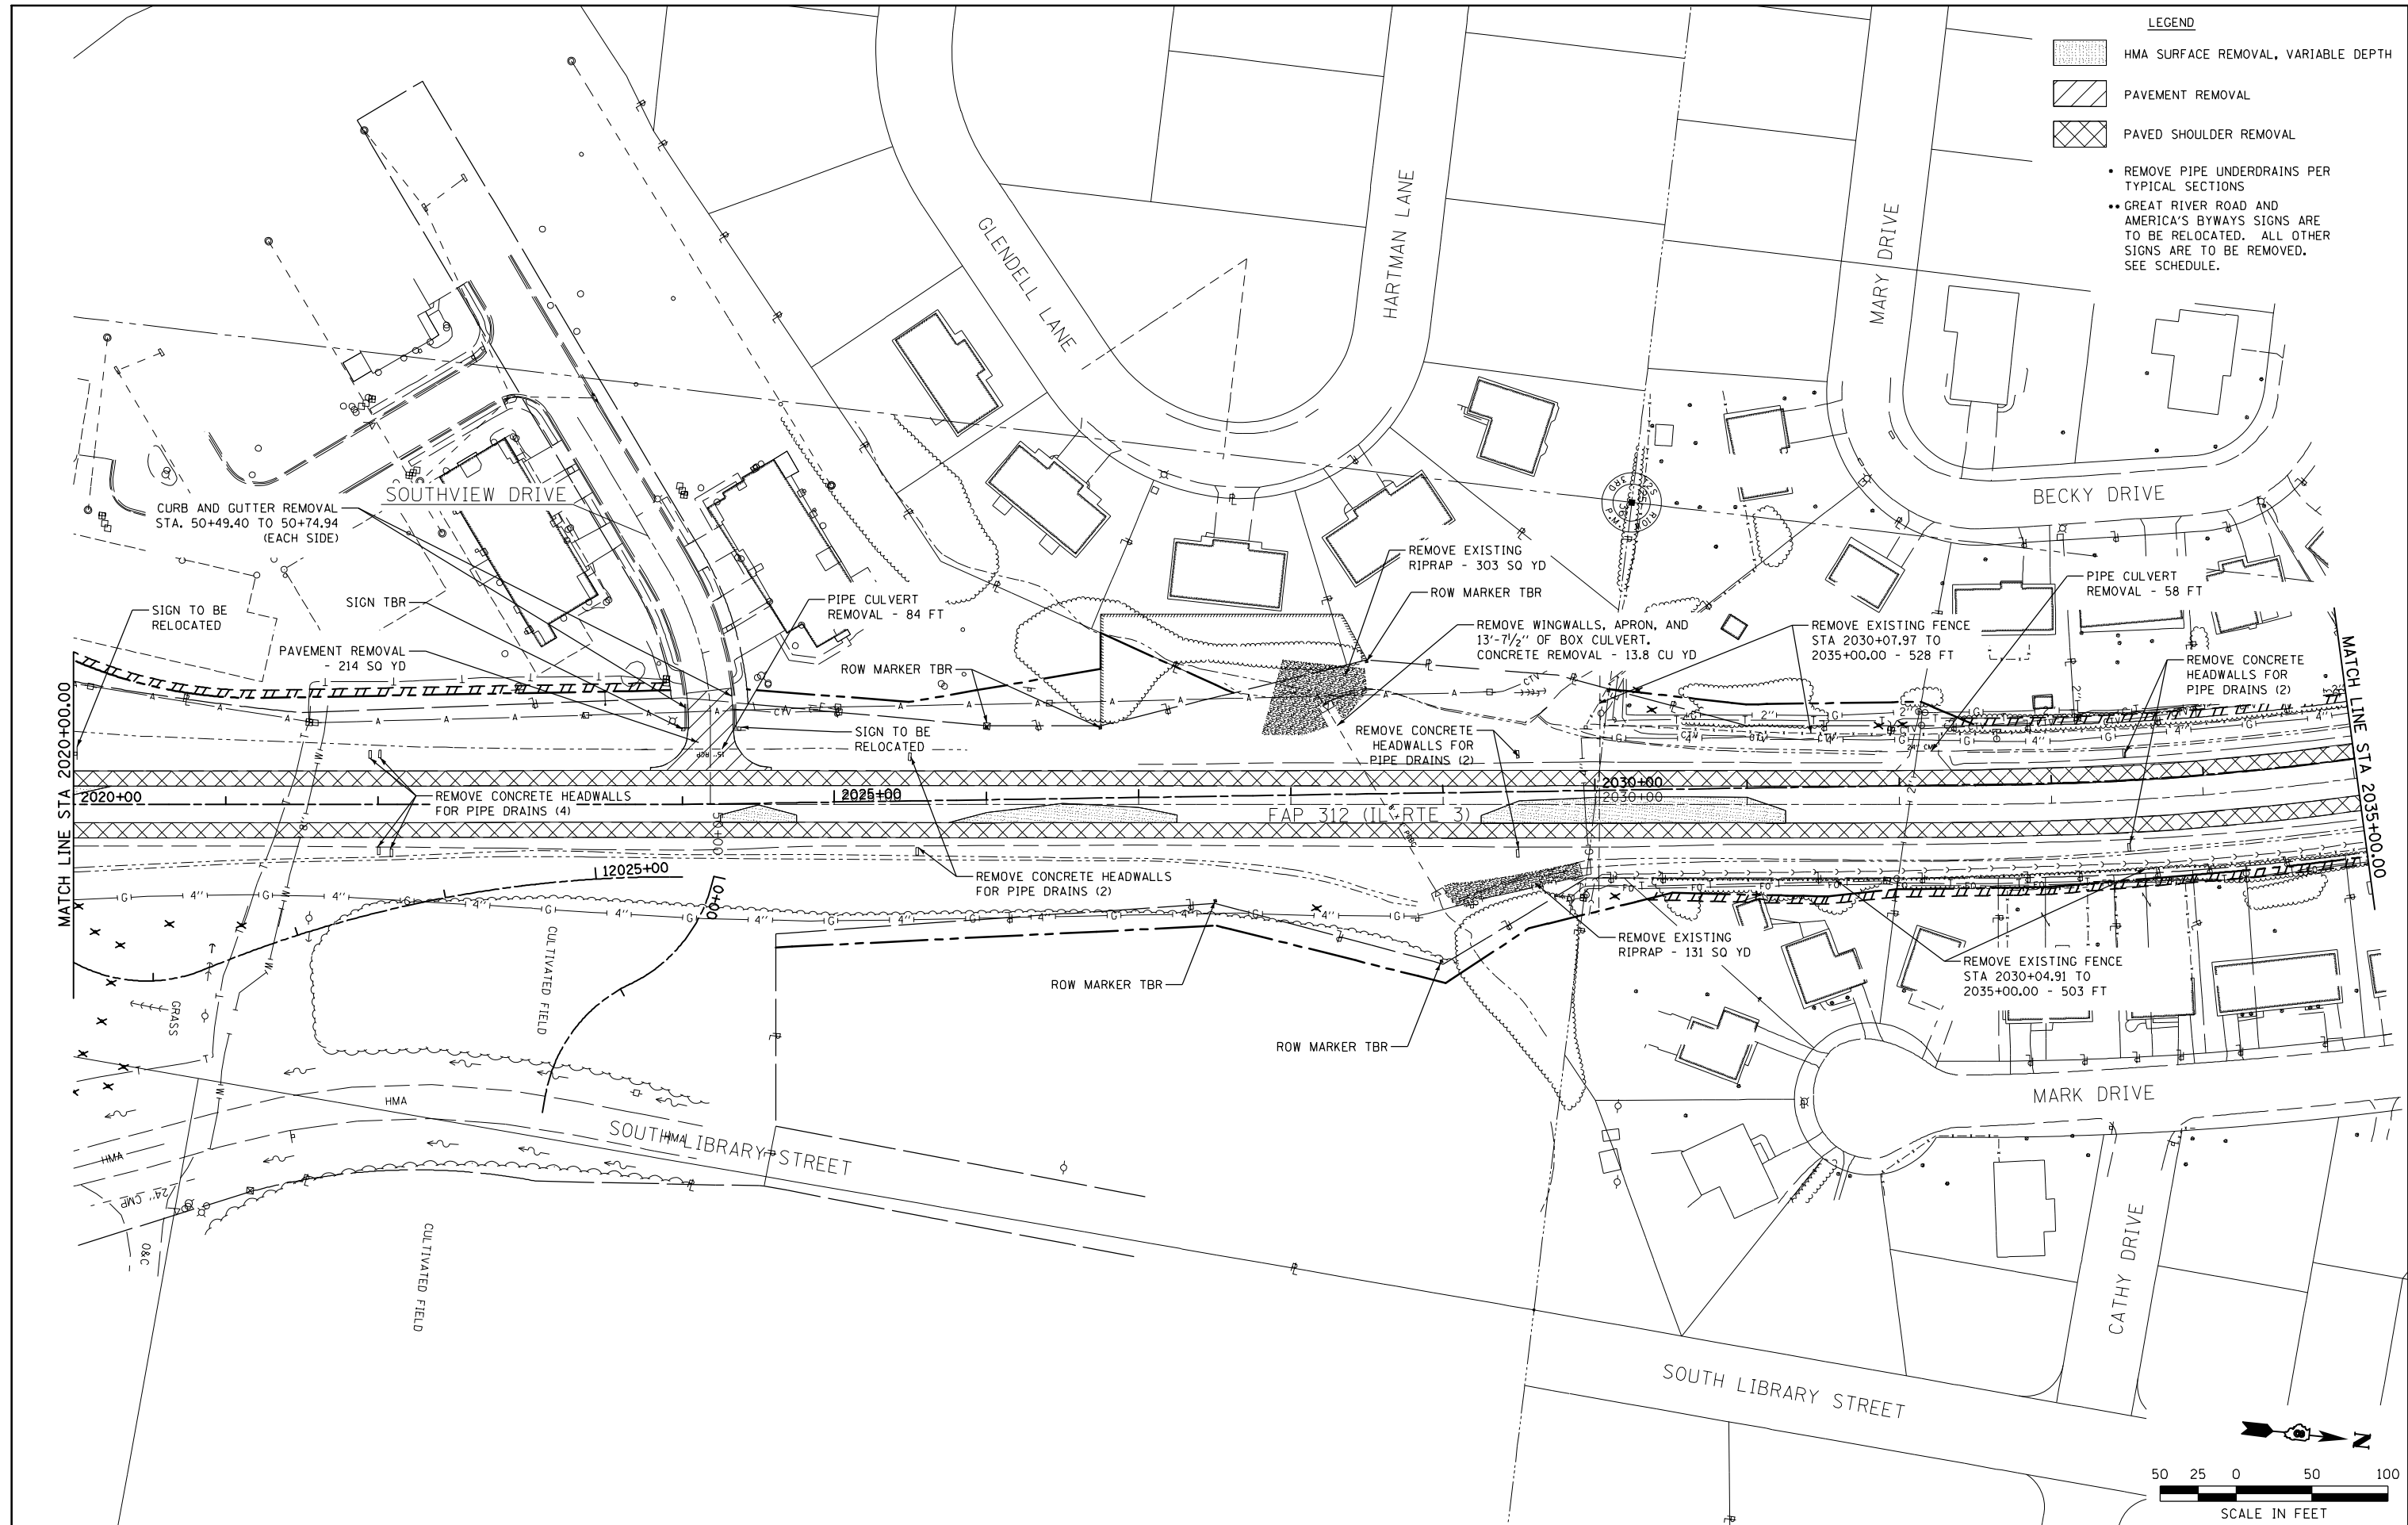 LEGEND
HMA SURFACE REMOVAL, VARIABLE DEPTH
PAVEMENT REMOVAL
PAVED SHOULDER REMOVAL
• REMOVE PIPE UNDERDRAINS PER
TYPICAL SECTIONS
•• GREAT RIVER ROAD AND
AMERICA'S BYWAYS SIGNS ARE
TO BE RELOCATED. ALL OTHER
SIGNS ARE TO BE REMOVED.
SEE SCHEDULE.
GLENDELL LANE
HARTMAN LANE
MARY DRIVE
BECKY DRIVE
SOUTHVIEW DRIVE
CURB AND GUTTER REMOVAL
STA. 50+49.40 TO 50+74.94
(EACH SIDE)
SIGN TO BE
RELOCATED
SIGN TBR
PAVEMENT REMOVAL
- 214 SQ YD
PIPE CULVERT
REMOVAL - 84 FT
ROW MARKER TBR
SIGN TO BE
RELOCATED
REMOVE EXISTING
RIPRAP - 303 SQ YD
ROW MARKER TBR
REMOVE WINGWALLS, APRON, AND
13'-7½" OF BOX CULVERT.
CONCRETE REMOVAL - 13.8 CU YD
REMOVE EXISTING FENCE
STA 2030+07.97 TO
2035+00.00 - 528 FT
PIPE CULVERT
REMOVAL - 58 FT
REMOVE CONCRETE
HEADWALLS FOR
PIPE DRAINS (2)
REMOVE CONCRETE
HEADWALLS FOR
PIPE DRAINS (2)
MATCH LINE STA 2020+00.00
MATCH LINE STA 2035+00.00
2020+00
2025+00
2030+00
2030+00
50+00
FAP 312 (IL RTE 3)
REMOVE CONCRETE HEADWALLS
FOR PIPE DRAINS (4)
REMOVE CONCRETE HEADWALLS
FOR PIPE DRAINS (2)
12025+00
10+00
ROW MARKER TBR
ROW MARKER TBR
REMOVE EXISTING
RIPRAP - 131 SQ YD
REMOVE EXISTING FENCE
STA 2030+04.91 TO
2035+00.00 - 503 FT
CULTIVATED FIELD
GRASS
HMA
HMA
HMA
SOUTH LIBRARY STREET
24" CMP
O&C
CULTIVATED FIELD
MARK DRIVE
CATHY DRIVE
SOUTH LIBRARY STREET
N
50 25 0 50 100
SCALE IN FEET